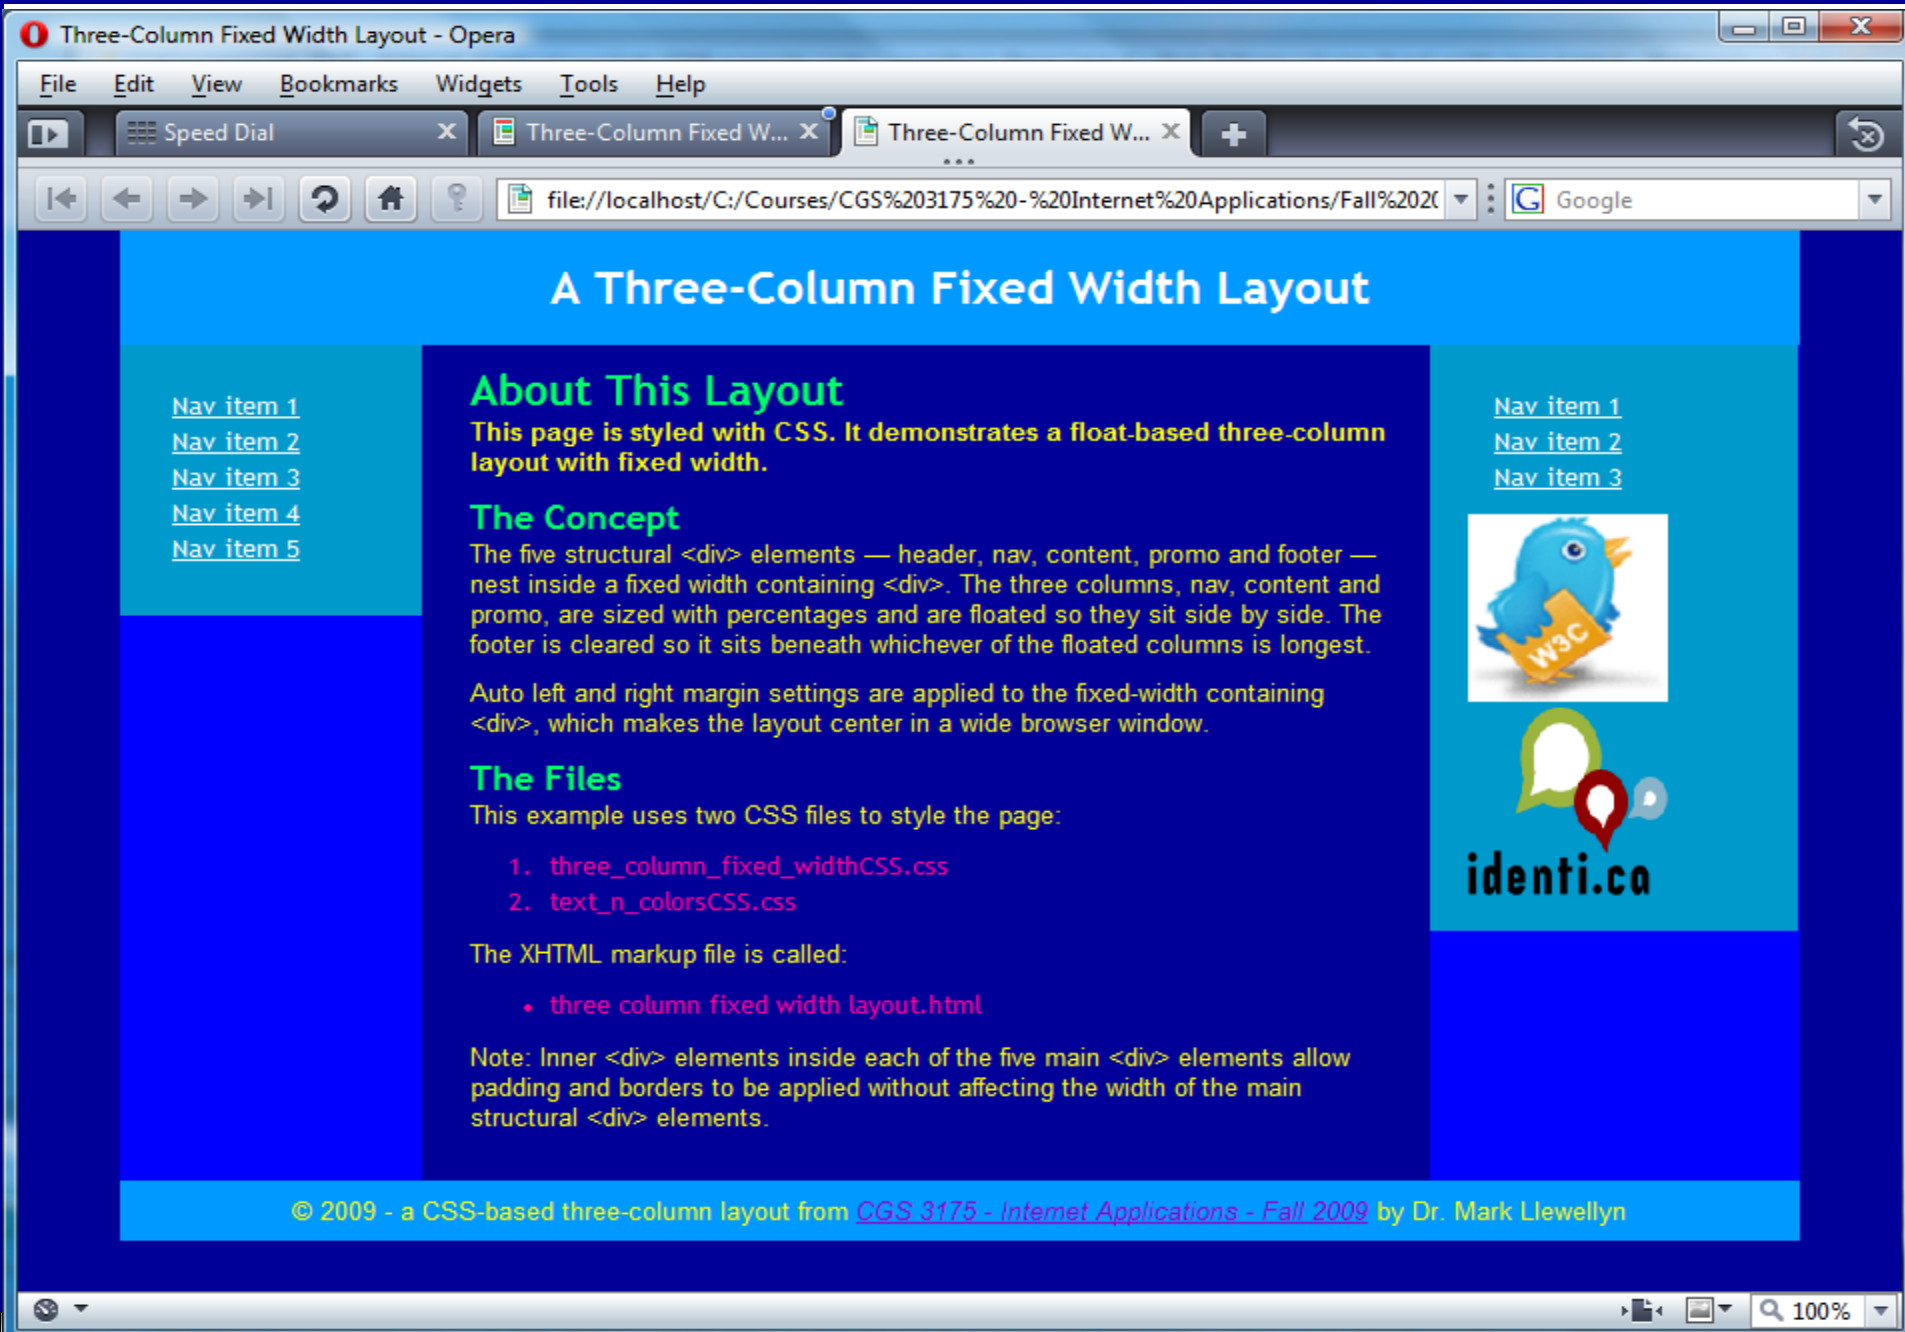 Three-Column Fixed Width Layout - Opera
File Edit View Bookmarks Widgets Tools Help
Speed Dial Three-Column Fixed W... Three-Column Fixed W...
file://localhost/C:/Courses/CGS%203175%20-%20Internet%20Applications/Fall%202( Google
A Three-Column Fixed Width Layout
Nav item 1
Nav item 2
Nav item 3
Nav item 4
Nav item 5
About This Layout
This page is styled with CSS. It demonstrates a float-based three-column
layout with fixed width.
The Concept
The five structural <div> elements — header, nav, content, promo and footer —
nest inside a fixed width containing <div>. The three columns, nav, content and
promo, are sized with percentages and are floated so they sit side by side. The
footer is cleared so it sits beneath whichever of the floated columns is longest.
Auto left and right margin settings are applied to the fixed-width containing
<div>, which makes the layout center in a wide browser window.
The Files
This example uses two CSS files to style the page:
1. three_column_fixed_widthCSS.css
2. text_n_colorsCSS.css
The XHTML markup file is called:
• three column fixed width layout.html
Note: Inner <div> elements inside each of the five main <div> elements allow
padding and borders to be applied without affecting the width of the main
structural <div> elements.
Nav item 1
Nav item 2
Nav item 3
W3C
identi.ca
© 2009 - a CSS-based three-column layout from CGS 3175 - Internet Applications - Fall 2009 by Dr. Mark Llewellyn
100%